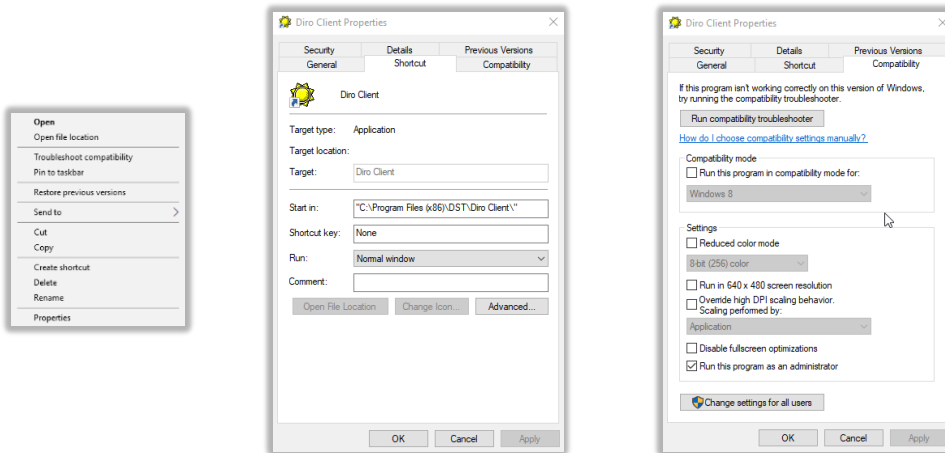 Open
Open file location
Troubleshoot compatibility
Pin to taskbar
Restore previous versions
Send to
Cut
Copy
Create shortcut
Delete
Rename
Properties
Diro Client Properties
Security Details Previous Versions
General Shortcut Compatibility
Diro Client
Target type: Application
Target location:
Target: Diro Client
Start in: "C:\Program Files (x86)\DST\Diro Client\"
Shortcut key: None
Run: Normal window
Comment:
Open File Location Change Icon... Advanced...
OK Cancel Apply
Diro Client Properties
Security Details Previous Versions
General Shortcut Compatibility
If this program isn't working correctly on this version of Windows,
try running the compatibility troubleshooter.
Run compatibility troubleshooter
How do I choose compatibility settings manually?
Compatibility mode
Run this program in compatibility mode for:
Windows 8
Settings
Reduced color mode
8-bit (256) color
Run in 640 x 480 screen resolution
Override high DPI scaling behavior.
Scaling performed by:
Application
Disable fullscreen optimizations
Run this program as an administrator
Change settings for all users
OK Cancel Apply